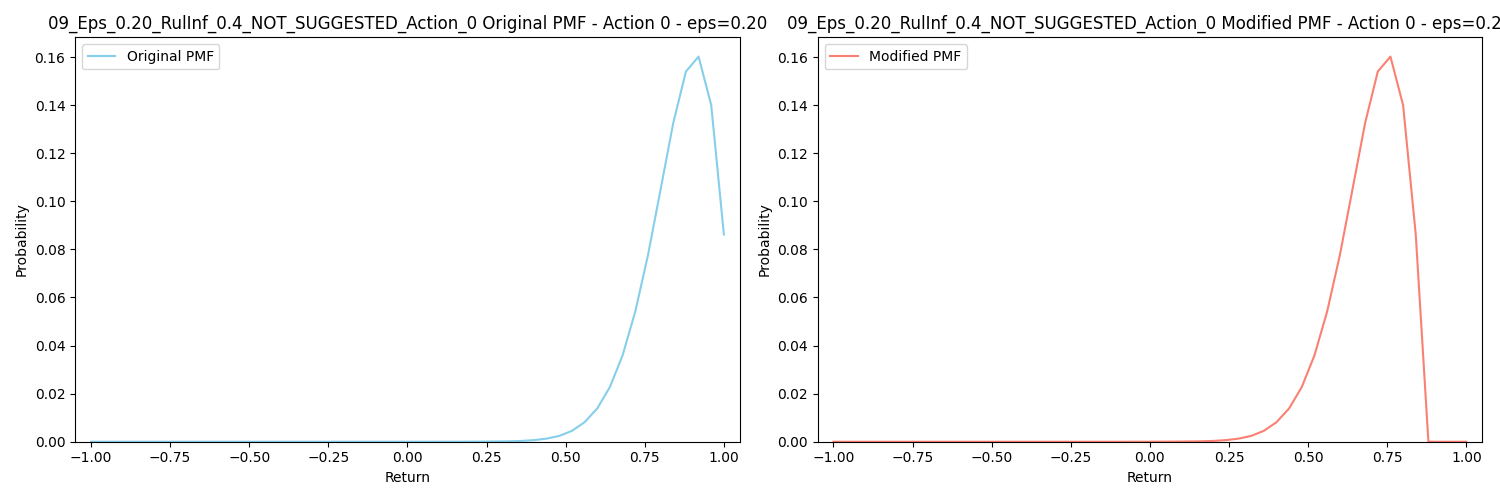 09_Eps_0.20_RulInf_0.4_NOT_SUGGESTED_Action_0 Original PMF - Action 0 - eps=0.20
Original PMF
0.16
0.14
0.12
0.10
0.08
0.06
0.04
0.02
0.00
Probability
−1.00 −0.75 −0.50 −0.25 0.00 0.25 0.50 0.75 1.00
Return
09_Eps_0.20_RulInf_0.4_NOT_SUGGESTED_Action_0 Modified PMF - Action 0 - eps=0.2
Modified PMF
0.16
0.14
0.12
0.10
0.08
0.06
0.04
0.02
0.00
Probability
−1.00 −0.75 −0.50 −0.25 0.00 0.25 0.50 0.75 1.00
Return